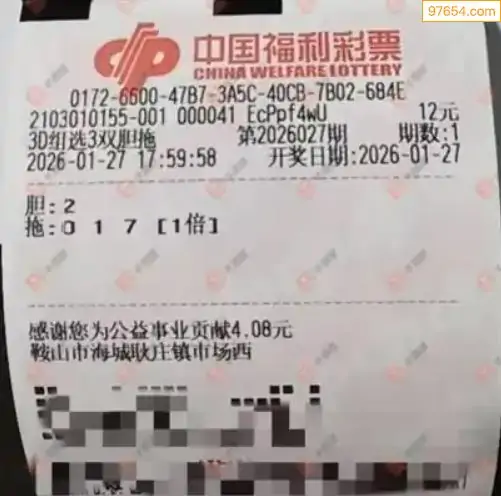 97654.com
中国福利彩票
CHINA WELFARE LOTTERY
0172-6600-47B7-3A5C-40CB-7B02-684E
2103010155-001 000041 EcPpf4wU 12元
3D组选3双胆拖 第2026027期 期数:1
2026-01-27 17:59:58 开奖日期:2026-01-27
胆:2
拖:0 1 7 [1倍]
感谢您为公益事业贡献4.08元
鞍山市海城耿庄镇市场西